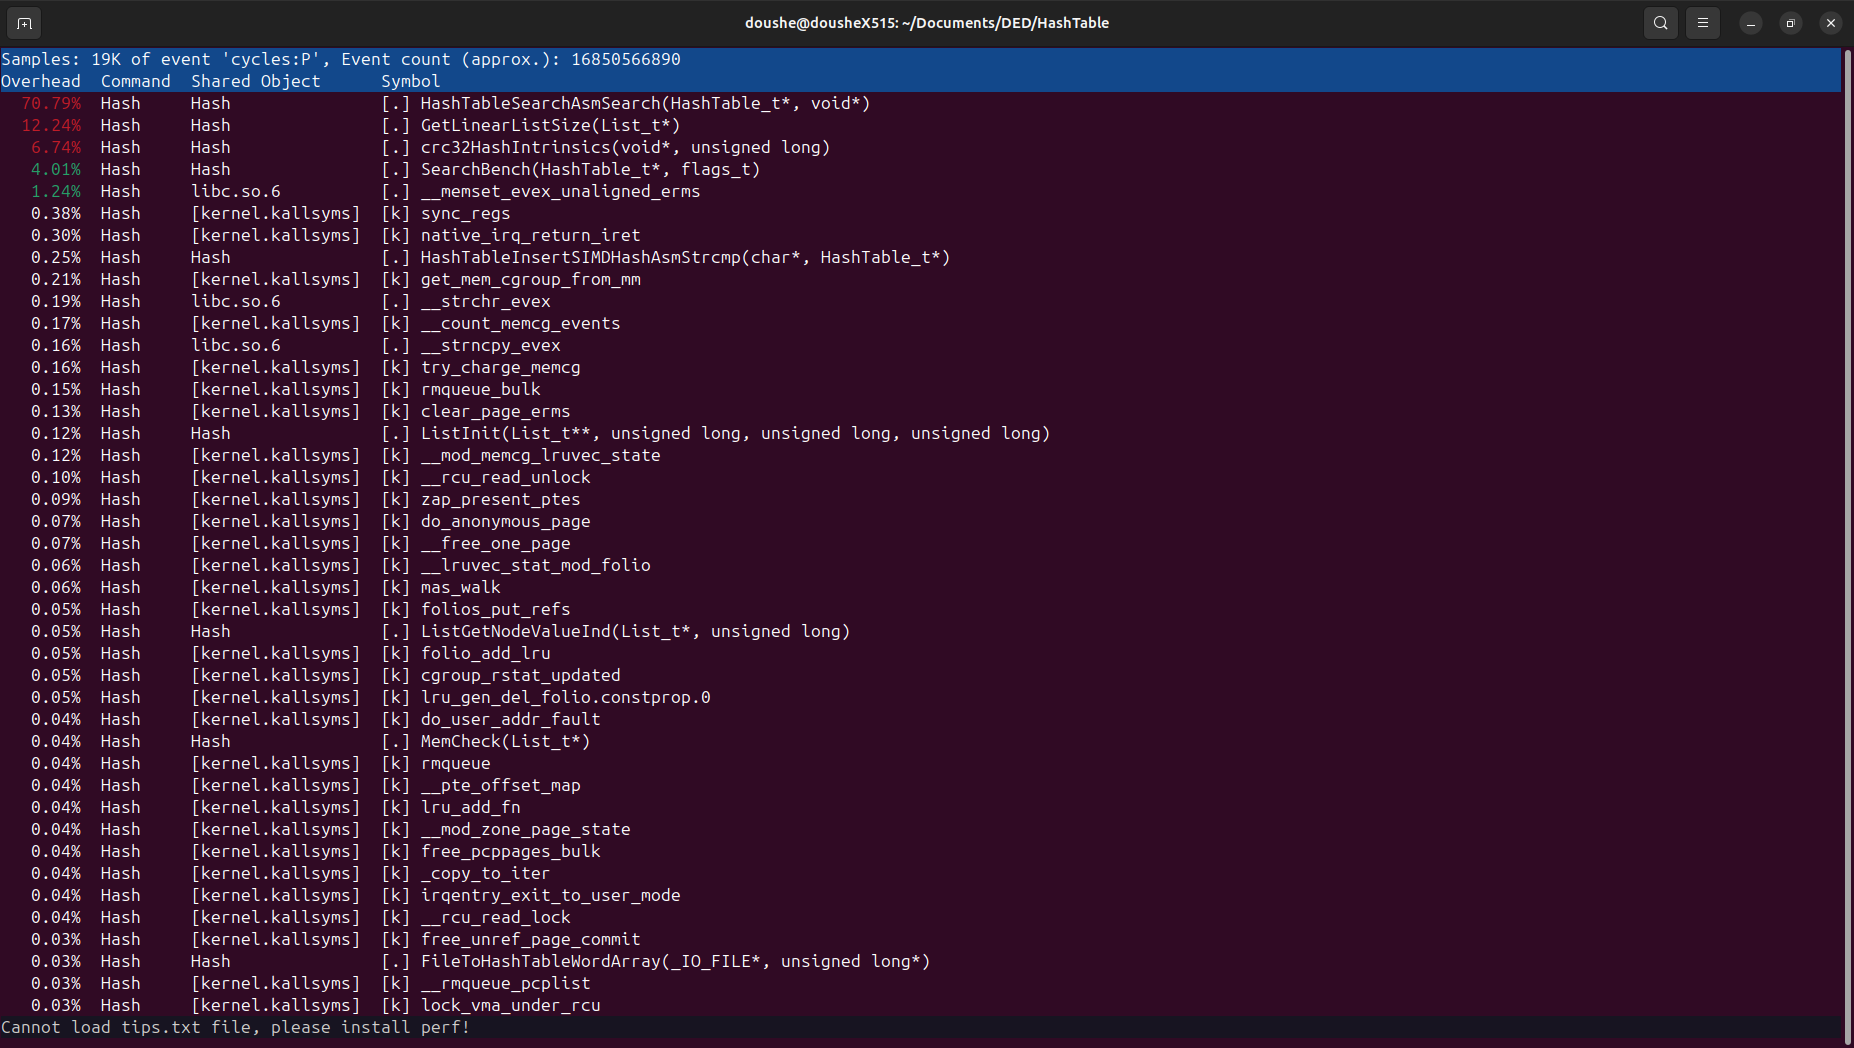 doushe@dousheX515: ~/Documents/DED/HashTable
Samples: 19K of event 'cycles:P', Event count (approx.): 16850566890
Overhead  Command  Shared Object      Symbol
70.79%  Hash     Hash               [.] HashTableSearchAsmSearch(HashTable_t*, void*)
12.24%  Hash     Hash               [.] GetLinearListSize(List_t*)
6.74%  Hash     Hash               [.] crc32HashIntrinsics(void*, unsigned long)
4.01%  Hash     Hash               [.] SearchBench(HashTable_t*, flags_t)
1.24%  Hash     libc.so.6          [.] __memset_evex_unaligned_erms
0.38%  Hash     [kernel.kallsyms]  [k] sync_regs
0.30%  Hash     [kernel.kallsyms]  [k] native_irq_return_iret
0.25%  Hash     Hash               [.] HashTableInsertSIMDHashAsmStrcmp(char*, HashTable_t*)
0.21%  Hash     [kernel.kallsyms]  [k] get_mem_cgroup_from_mm
0.19%  Hash     libc.so.6          [.] __strchr_evex
0.17%  Hash     [kernel.kallsyms]  [k] __count_memcg_events
0.16%  Hash     libc.so.6          [.] __strncpy_evex
0.16%  Hash     [kernel.kallsyms]  [k] try_charge_memcg
0.15%  Hash     [kernel.kallsyms]  [k] rmqueue_bulk
0.13%  Hash     [kernel.kallsyms]  [k] clear_page_erms
0.12%  Hash     Hash               [.] ListInit(List_t**, unsigned long, unsigned long, unsigned long)
0.12%  Hash     [kernel.kallsyms]  [k] __mod_memcg_lruvec_state
0.10%  Hash     [kernel.kallsyms]  [k] __rcu_read_unlock
0.09%  Hash     [kernel.kallsyms]  [k] zap_present_ptes
0.07%  Hash     [kernel.kallsyms]  [k] do_anonymous_page
0.07%  Hash     [kernel.kallsyms]  [k] __free_one_page
0.06%  Hash     [kernel.kallsyms]  [k] __lruvec_stat_mod_folio
0.06%  Hash     [kernel.kallsyms]  [k] mas_walk
0.05%  Hash     [kernel.kallsyms]  [k] folios_put_refs
0.05%  Hash     Hash               [.] ListGetNodeValueInd(List_t*, unsigned long)
0.05%  Hash     [kernel.kallsyms]  [k] folio_add_lru
0.05%  Hash     [kernel.kallsyms]  [k] cgroup_rstat_updated
0.05%  Hash     [kernel.kallsyms]  [k] lru_gen_del_folio.constprop.0
0.04%  Hash     [kernel.kallsyms]  [k] do_user_addr_fault
0.04%  Hash     Hash               [.] MemCheck(List_t*)
0.04%  Hash     [kernel.kallsyms]  [k] rmqueue
0.04%  Hash     [kernel.kallsyms]  [k] __pte_offset_map
0.04%  Hash     [kernel.kallsyms]  [k] lru_add_fn
0.04%  Hash     [kernel.kallsyms]  [k] __mod_zone_page_state
0.04%  Hash     [kernel.kallsyms]  [k] free_pcppages_bulk
0.04%  Hash     [kernel.kallsyms]  [k] _copy_to_iter
0.04%  Hash     [kernel.kallsyms]  [k] irqentry_exit_to_user_mode
0.04%  Hash     [kernel.kallsyms]  [k] __rcu_read_lock
0.03%  Hash     [kernel.kallsyms]  [k] free_unref_page_commit
0.03%  Hash     Hash               [.] FileToHashTableWordArray(_IO_FILE*, unsigned long*)
0.03%  Hash     [kernel.kallsyms]  [k] __rmqueue_pcplist
0.03%  Hash     [kernel.kallsyms]  [k] lock_vma_under_rcu
Cannot load tips.txt file, please install perf!